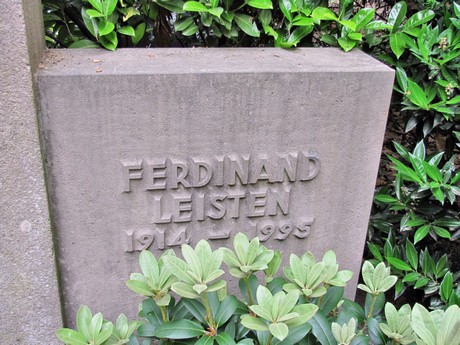 FERDINAND
LEISTEN
1914 – 1995